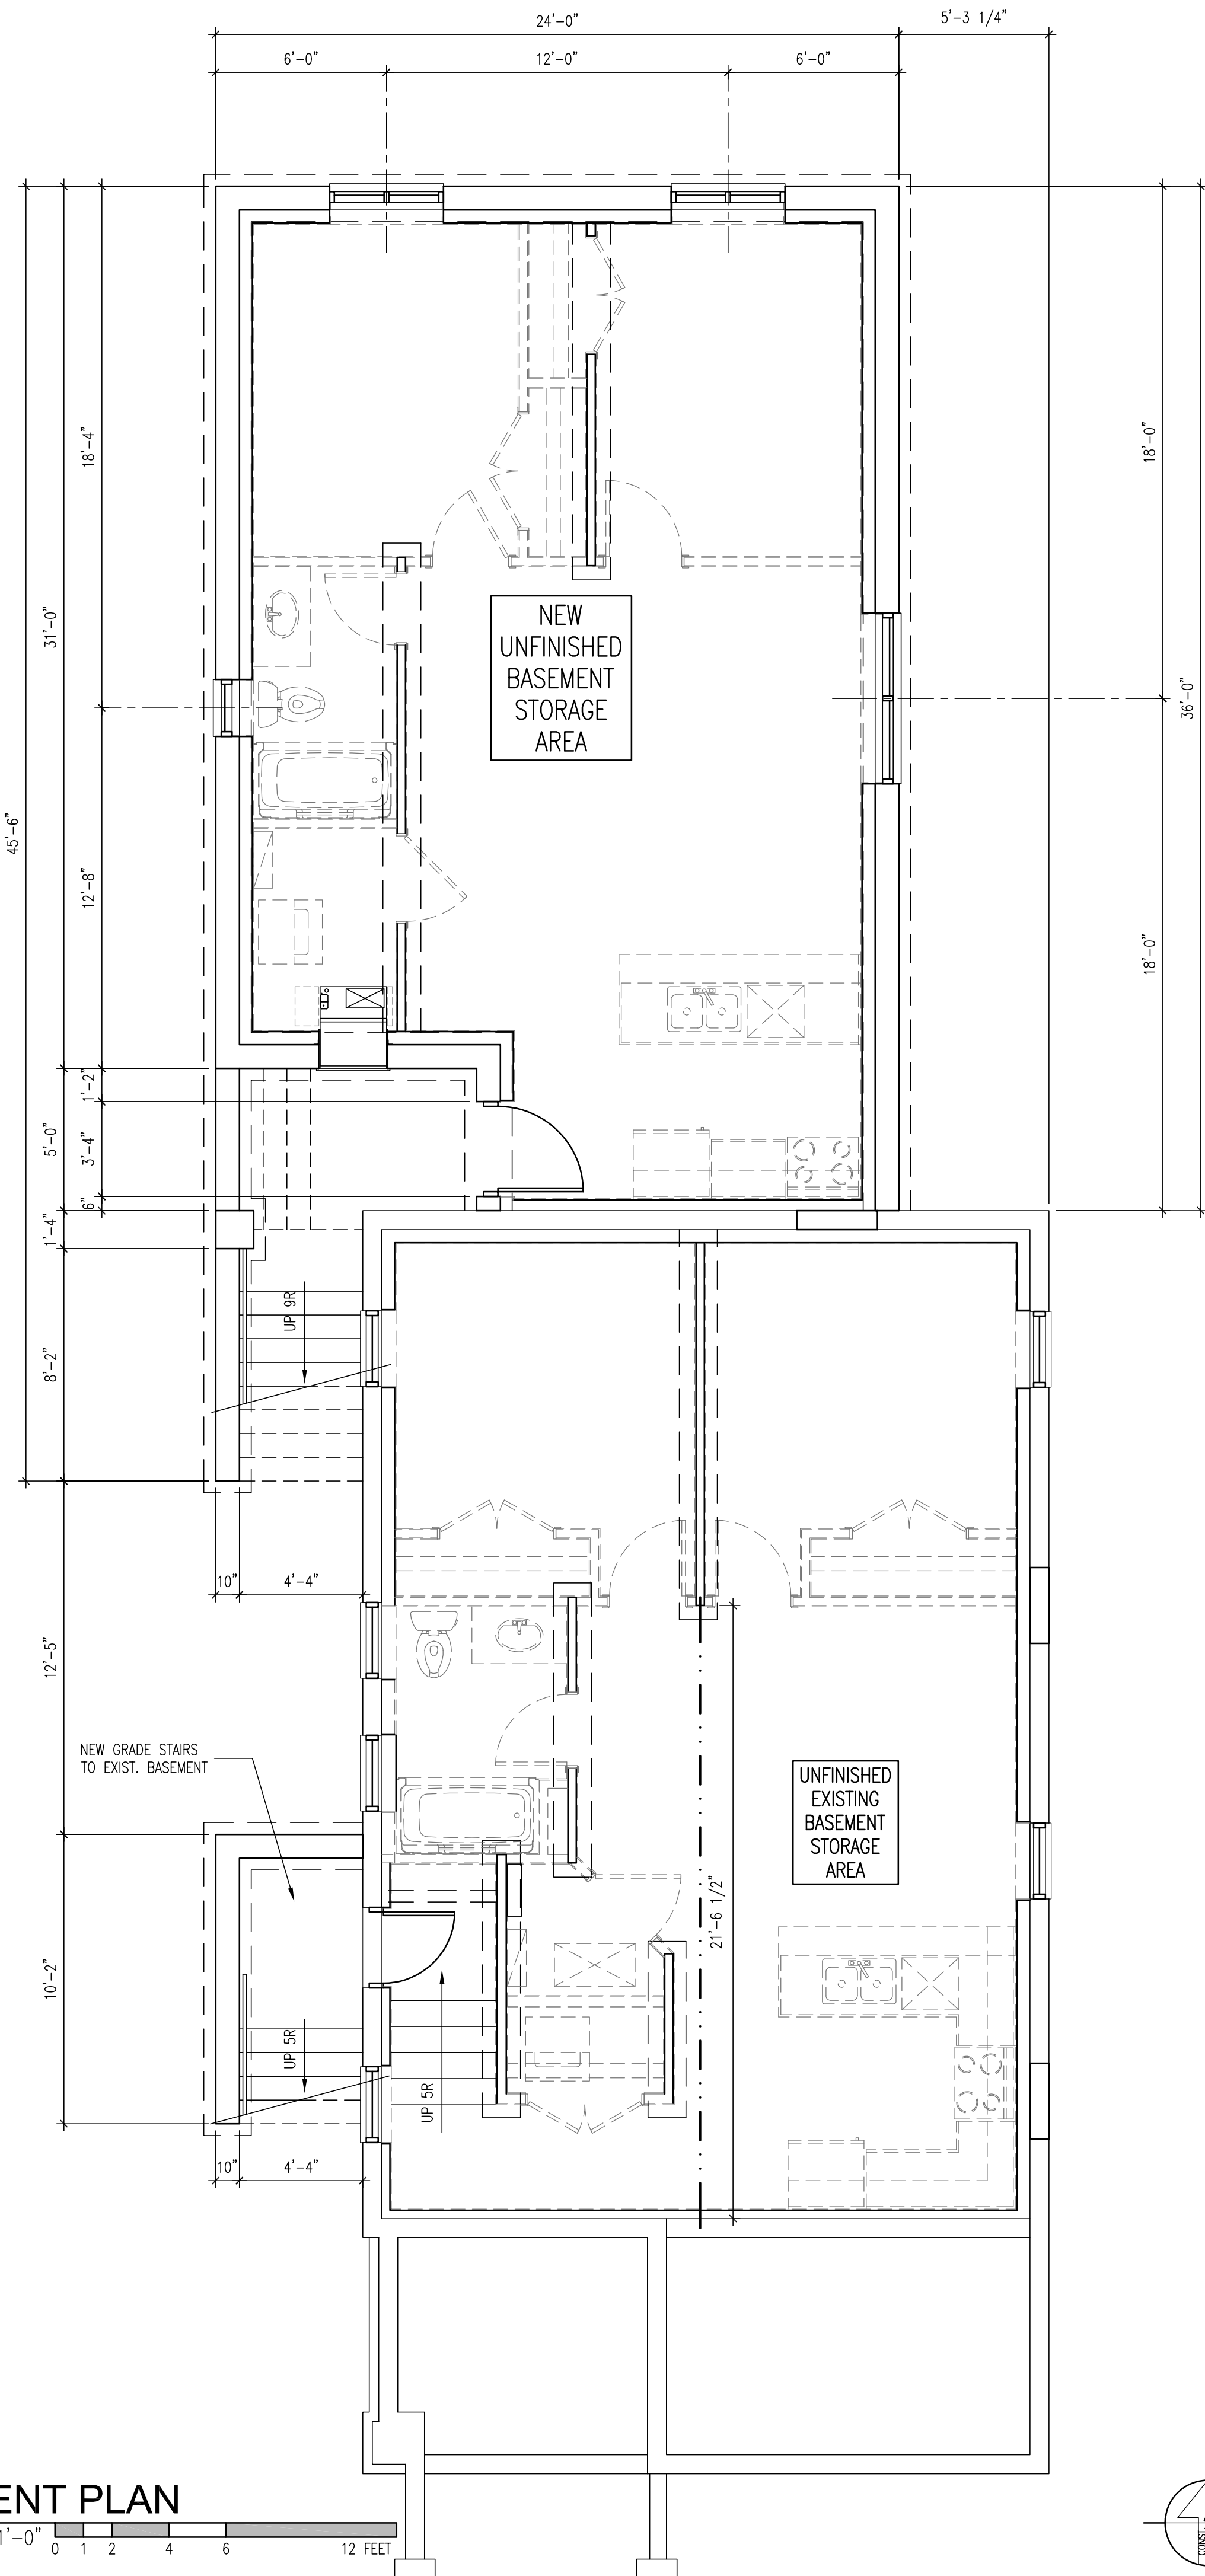 24'-0"
5'-3 1/4"
6'-0"
12'-0"
6'-0"
18'-4"
18'-0"
31'-0"
NEW
UNFINISHED
BASEMENT
STORAGE
AREA
36'-0"
45'-6"
12'-8"
18'-0"
1'-2"
5'-0"
3'-4"
6"
1'-4"
UP 9R
8'-2"
10"
4'-4"
12'-5"
NEW GRADE STAIRS
TO EXIST. BASEMENT
UNFINISHED
EXISTING
BASEMENT
STORAGE
AREA
21'-6 1/2"
10'-2"
UP 5R
UP 5R
10"
4'-4"
ENT PLAN
1'-0"
0 1 2 4 6 12 FEET
CONST.